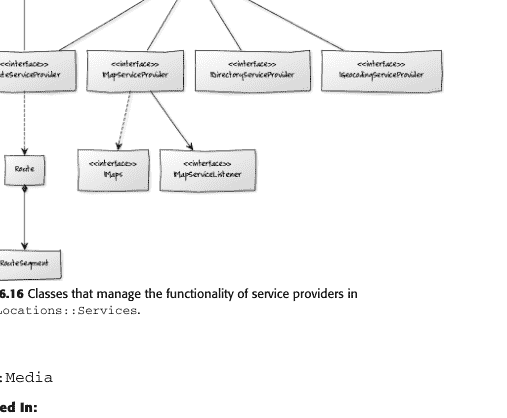 <<interface>>
teServiceProvider
<<interface>>
IMapServiceProvider
<<interface>>
IDirectoryServiceProvider
<<interface>>
IGeocodingServiceProvider
Route
<<interface>>
IMaps
<<interface>>
IMapServiceListener
RouteSegment
6.16 Classes that manage the functionality of service providers in
Locations::Services.
:Media
ed In: